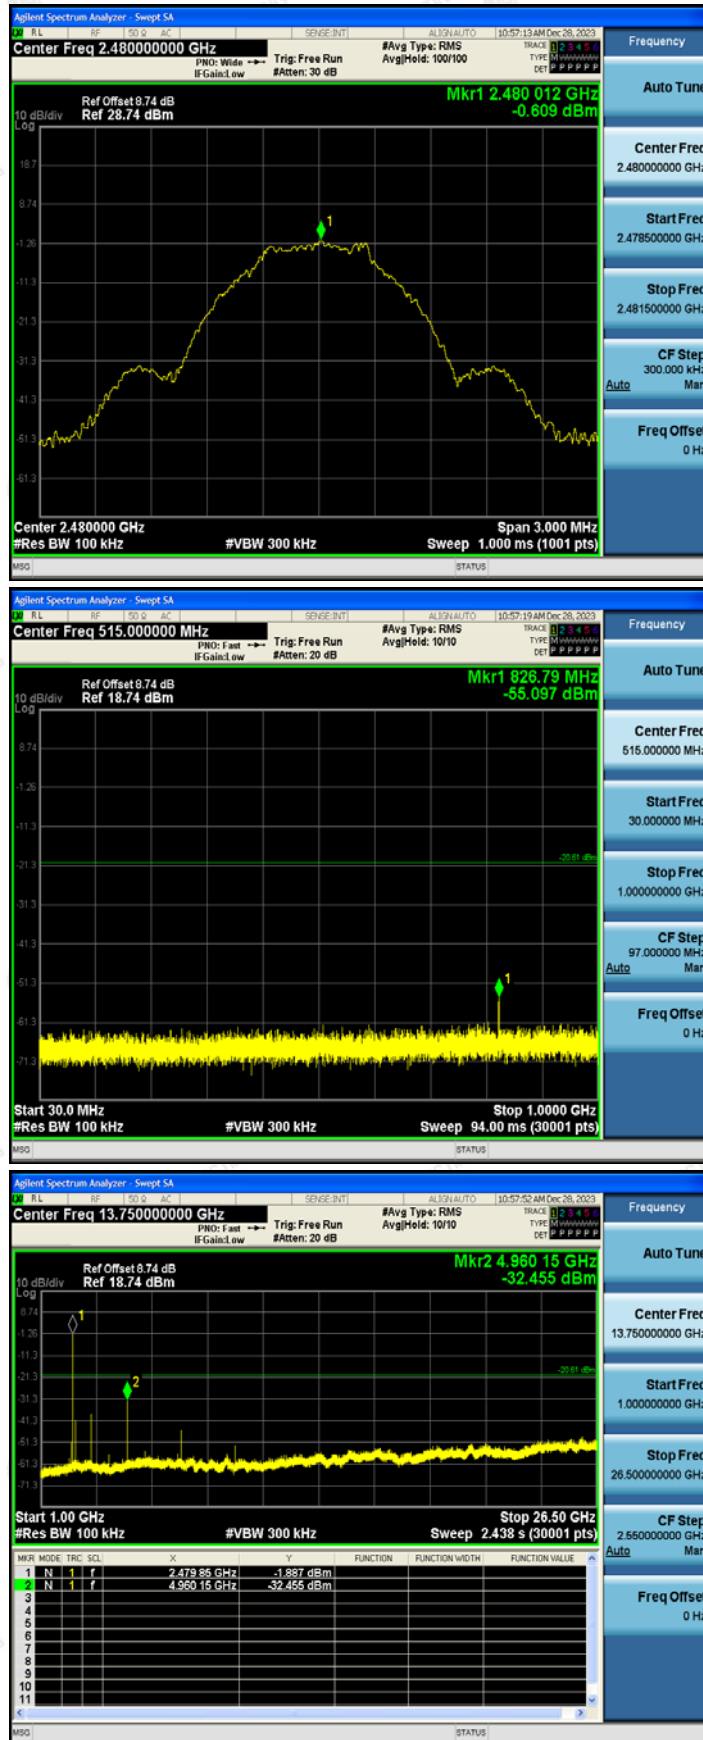 Agilent Spectrum Analyzer - Swept SA
RL RF 50 Ω AC SENSE:INT ALIGN AUTO 10:57:13 AM Dec 28, 2023
Center Freq 2.480000000 GHz
PNO: Wide
IFGain:Low
Trig: Free Run
#Atten: 30 dB
#Avg Type: RMS
Avg|Hold: 100/100
TRACE 1 2 3 4 5 6
TYPE M
DET P P P P P P
Frequency
Mkr1 2.480 012 GHz
-0.609 dBm
Ref Offset 8.74 dB
Ref 28.74 dBm
10 dB/div
Log
Auto Tune
18.7
8.74
-1.26
-11.3
-21.3
-31.3
-41.3
-51.3
-61.3
1
Center Freq
2.480000000 GHz
Start Freq
2.478500000 GHz
Stop Freq
2.481500000 GHz
CF Step
300.000 kHz
Auto Man
Freq Offset
0 Hz
Center 2.480000 GHz Span 3.000 MHz
#Res BW 100 kHz #VBW 300 kHz Sweep 1.000 ms (1001 pts)
MSG STATUS
Agilent Spectrum Analyzer - Swept SA
RL RF 50 Ω AC SENSE:INT ALIGN AUTO 10:57:19 AM Dec 28, 2023
Center Freq 515.000000 MHz
PNO: Fast
IFGain:Low
Trig: Free Run
#Atten: 20 dB
#Avg Type: RMS
Avg|Hold: 10/10
TRACE 1 2 3 4 5 6
TYPE M
DET P P P P P P
Frequency
Mkr1 826.79 MHz
-55.097 dBm
Ref Offset 8.74 dB
Ref 18.74 dBm
10 dB/div
Log
Auto Tune
8.74
-1.26
-11.3
-21.3
-31.3
-41.3
-51.3
-61.3
-71.3
-20.61 dBm
1
Center Freq
515.000000 MHz
Start Freq
30.000000 MHz
Stop Freq
1.000000000 GHz
CF Step
97.000000 MHz
Auto Man
Freq Offset
0 Hz
Start 30.0 MHz Stop 1.0000 GHz
#Res BW 100 kHz #VBW 300 kHz Sweep 94.00 ms (30001 pts)
MSG STATUS
Agilent Spectrum Analyzer - Swept SA
RL RF 50 Ω AC SENSE:INT ALIGN AUTO 10:57:52 AM Dec 28, 2023
Center Freq 13.750000000 GHz
PNO: Fast
IFGain:Low
Trig: Free Run
#Atten: 20 dB
#Avg Type: RMS
Avg|Hold: 10/10
TRACE 1 2 3 4 5 6
TYPE M
DET P P P P P P
Frequency
Mkr2 4.960 15 GHz
-32.455 dBm
Ref Offset 8.74 dB
Ref 18.74 dBm
10 dB/div
Log
Auto Tune
8.74
-1.26
-11.3
-21.3
-31.3
-41.3
-51.3
-61.3
-71.3
-20.61 dBm
1
2
Center Freq
13.750000000 GHz
Start Freq
1.000000000 GHz
Stop Freq
26.500000000 GHz
CF Step
2.550000000 GHz
Auto Man
Freq Offset
0 Hz
Start 1.00 GHz Stop 26.50 GHz
#Res BW 100 kHz #VBW 300 kHz Sweep 2.438 s (30001 pts)
MKR MODE TRC SCL X Y FUNCTION FUNCTION WIDTH FUNCTION VALUE
1 N 1 f 2.479 85 GHz -1.887 dBm
2 N 1 f 4.960 15 GHz -32.455 dBm
3
4
5
6
7
8
9
10
11
MSG STATUS